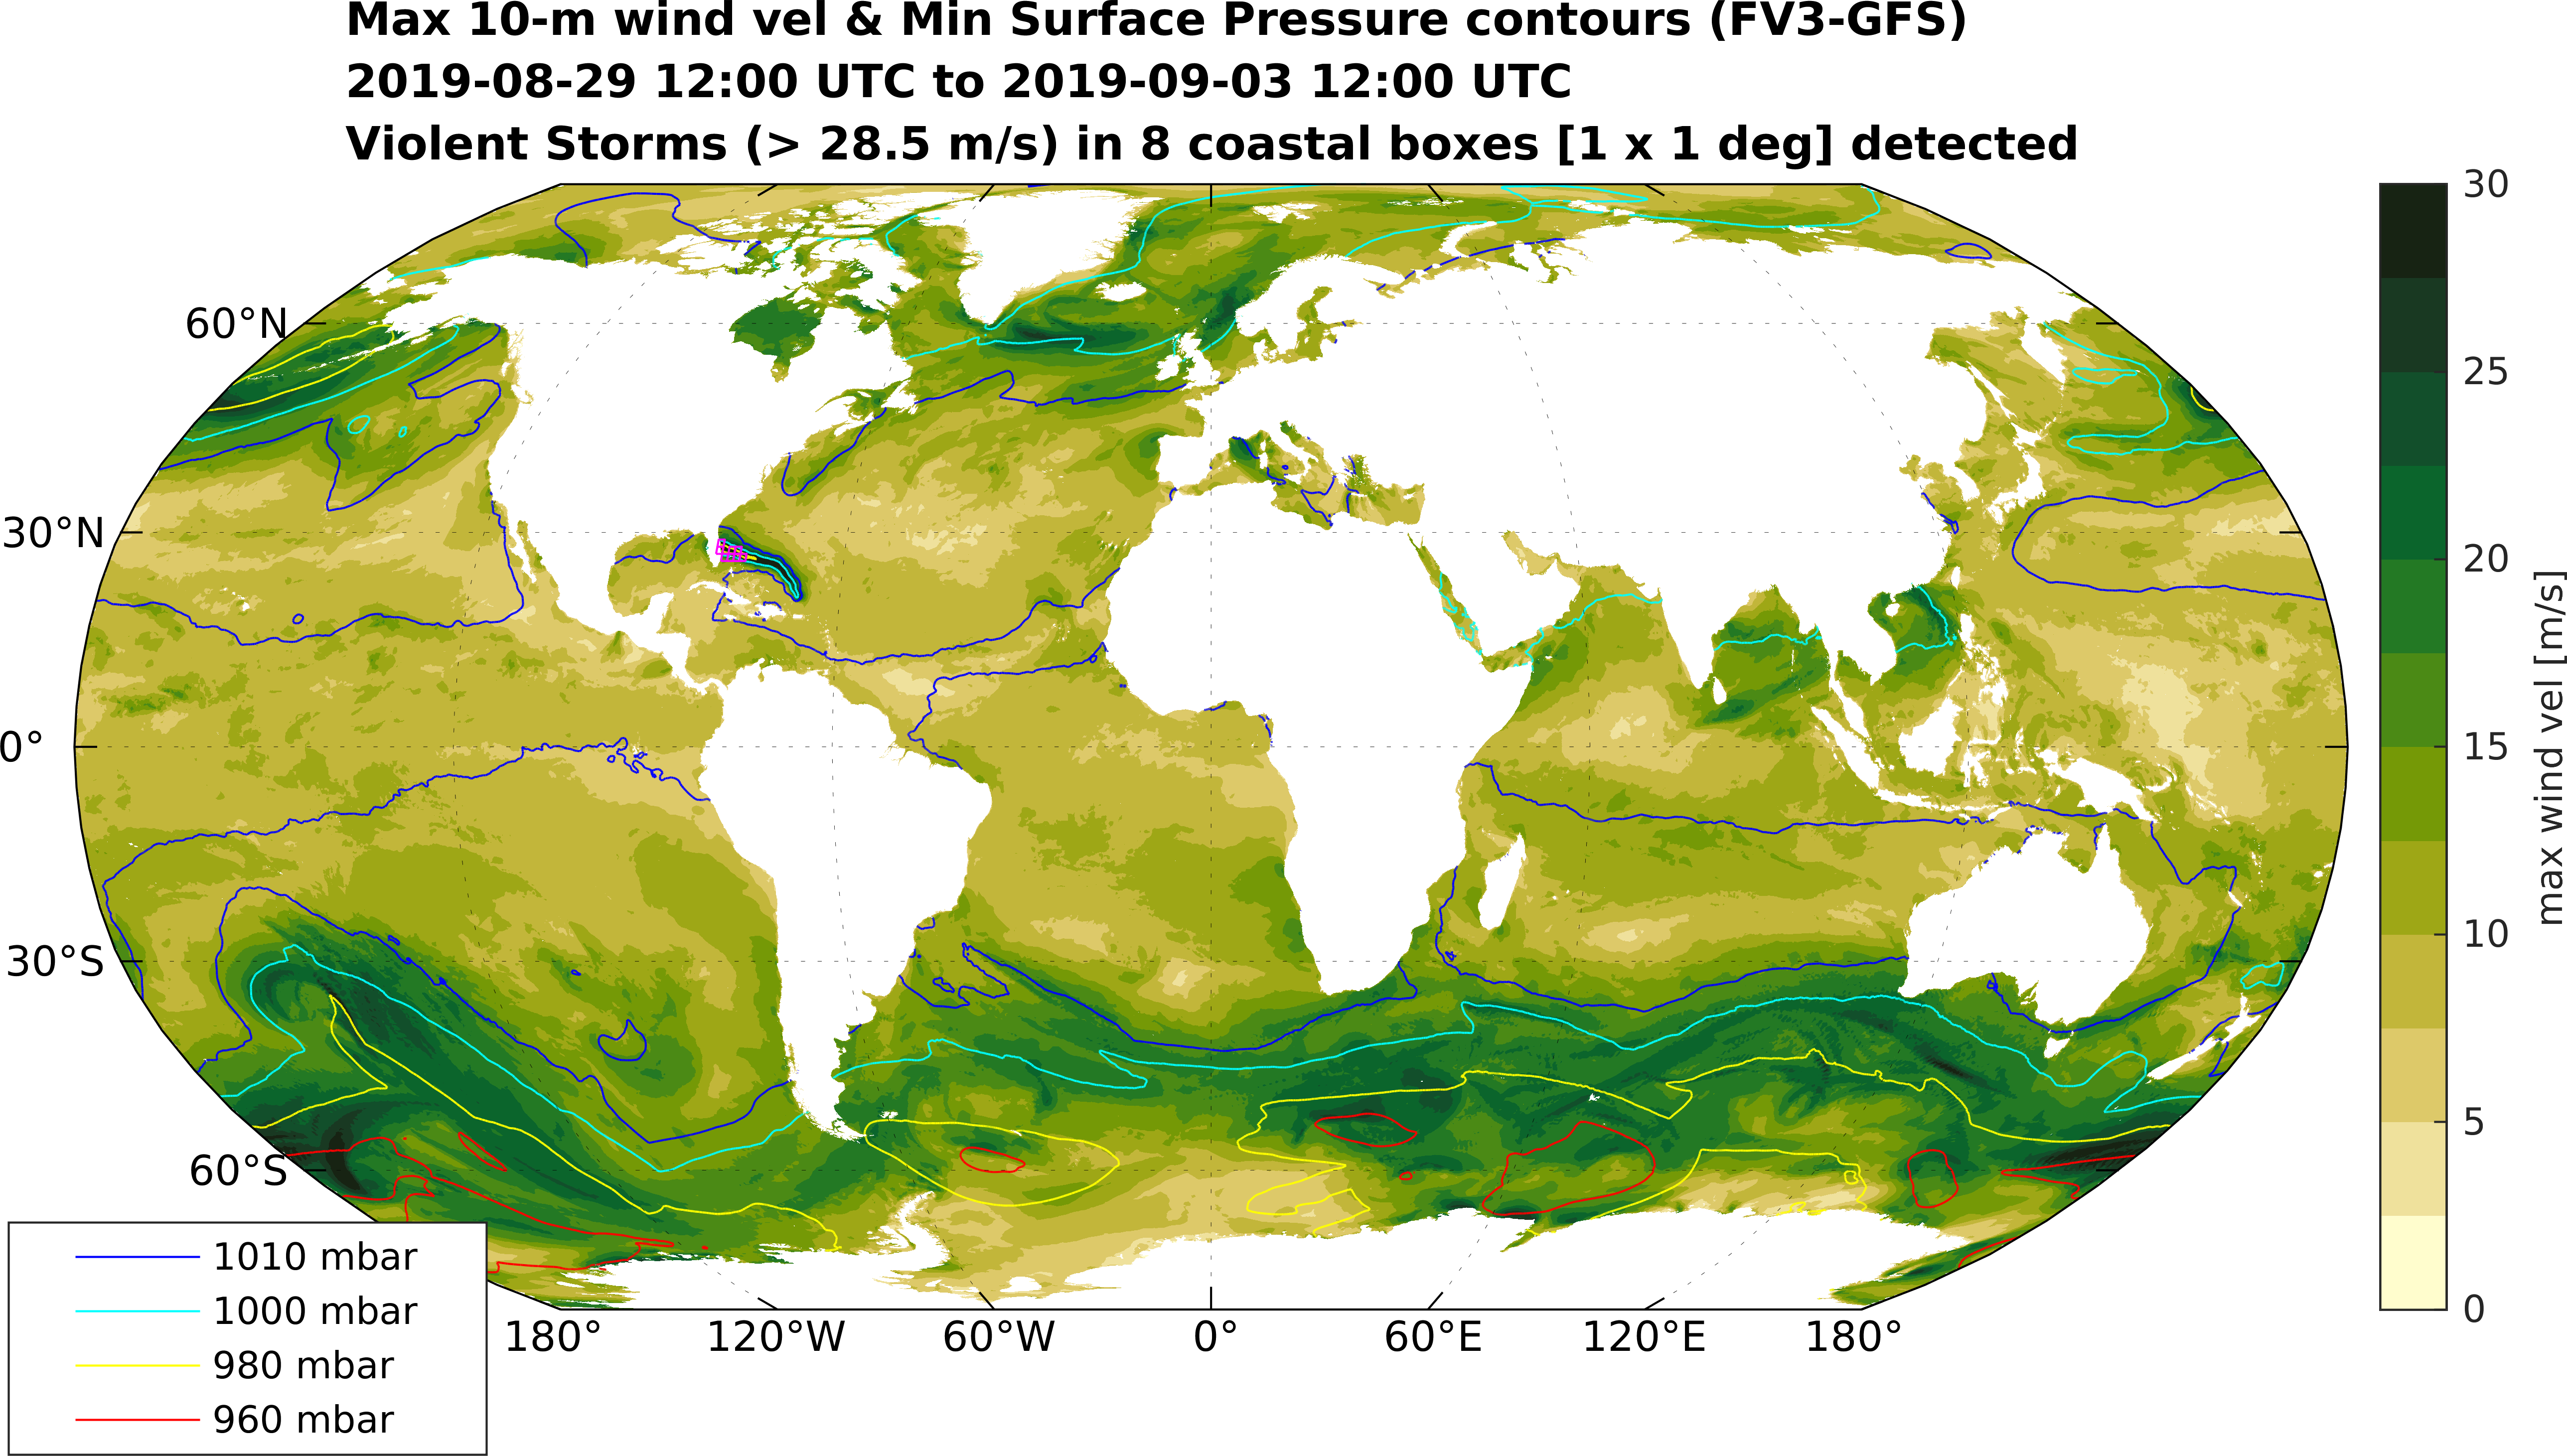 Max 10-m wind vel & Min Surface Pressure contours (FV3-GFS)
2019-08-29 12:00 UTC to 2019-09-03 12:00 UTC
Violent Storms (> 28.5 m/s) in 8 coastal boxes [1 x 1 deg] detected
60°N
30°N
0°
30°S
60°S
180°
120°W
60°W
0°
60°E
120°E
180°
1010 mbar
1000 mbar
980 mbar
960 mbar
30
25
20
15
10
5
0
max wind vel [m/s]